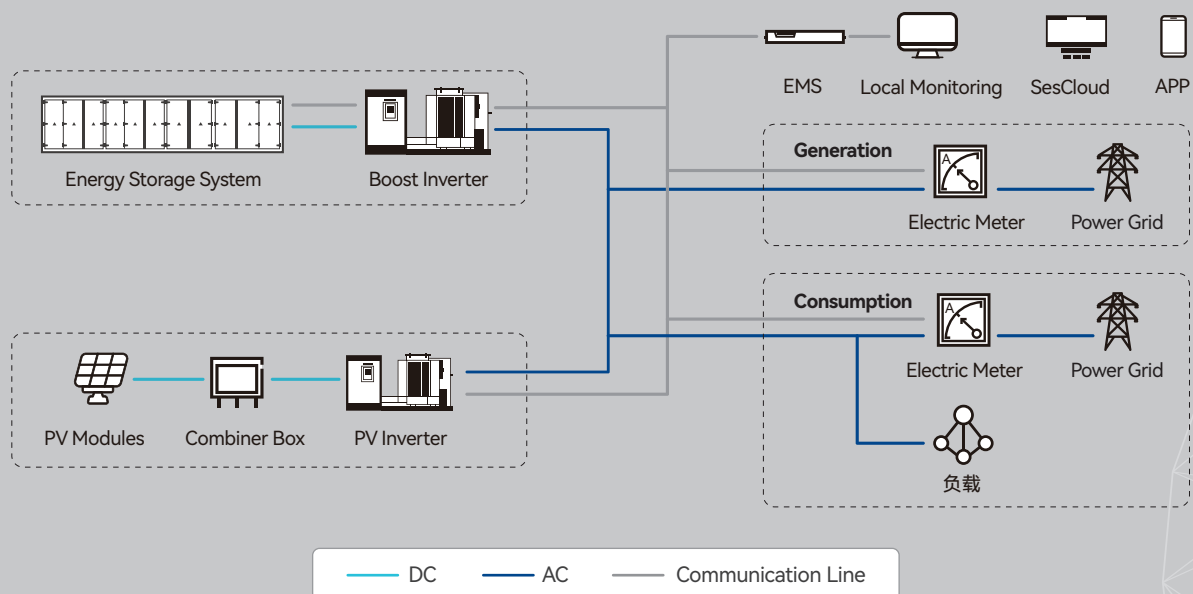 EMS
Local Monitoring
SesCloud
APP
Energy Storage System
Boost Inverter
Generation
A
Electric Meter
Power Grid
Consumption
A
Electric Meter
Power Grid
负载
PV Modules
Combiner Box
PV Inverter
DC
AC
Communication Line